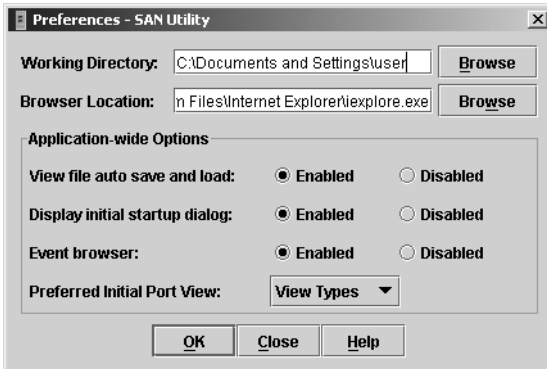 Preferences - SAN Utility
Working Directory: C:\Documents and Settings\user Browse
Browser Location: n Files\Internet Explorer\iexplore.exe Browse
Application-wide Options
View file auto save and load: Enabled Disabled
Display initial startup dialog: Enabled Disabled
Event browser: Enabled Disabled
Preferred Initial Port View: View Types
OK Close Help